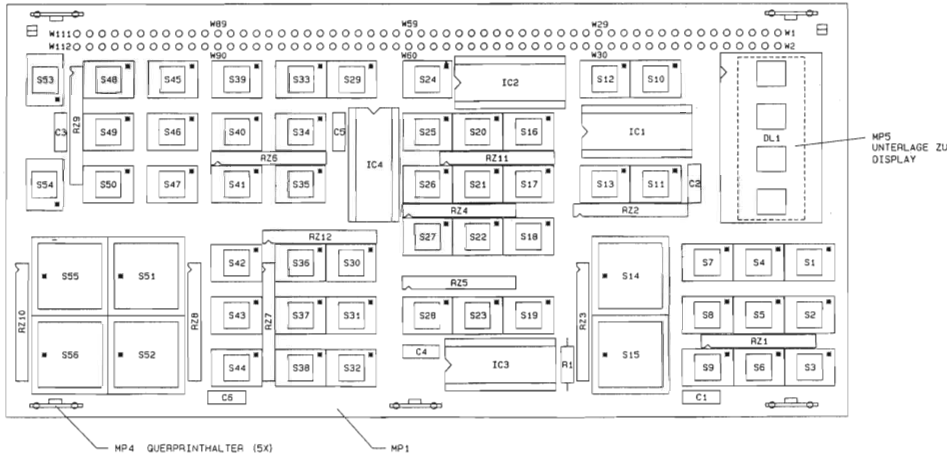 W111 W89 W59 W29 W1
W112 W90 W60 W30 W2
S53 S48 S45 S39 S33 S29 S24 IC2 S12 S10
RZ9
C3 S49 S46 S40 S34 C5 S25 S20 S16 IC1 DL1
MP5
UNTERLAGE ZU
DISPLAY
RZ6 IC4 RZ11
S54 S50 S47 S41 S35 S26 S21 S17 S13 S11 C2
RZ4 RZ2
S27 S22 S18
RZ12
S55 S51 S42 S36 S30 S14 S7 S4 S1
RZ5
RZ10 RZ8 S43 RZ7 S37 S31 S28 S23 S19 RZ3 S8 S5 S2
RZ1
S56 S52 S44 S38 S32 C4 IC3 R1 S15 S9 S6 S3
C6 C1
MP4 QUERPRINTHALTER (5X) MP1